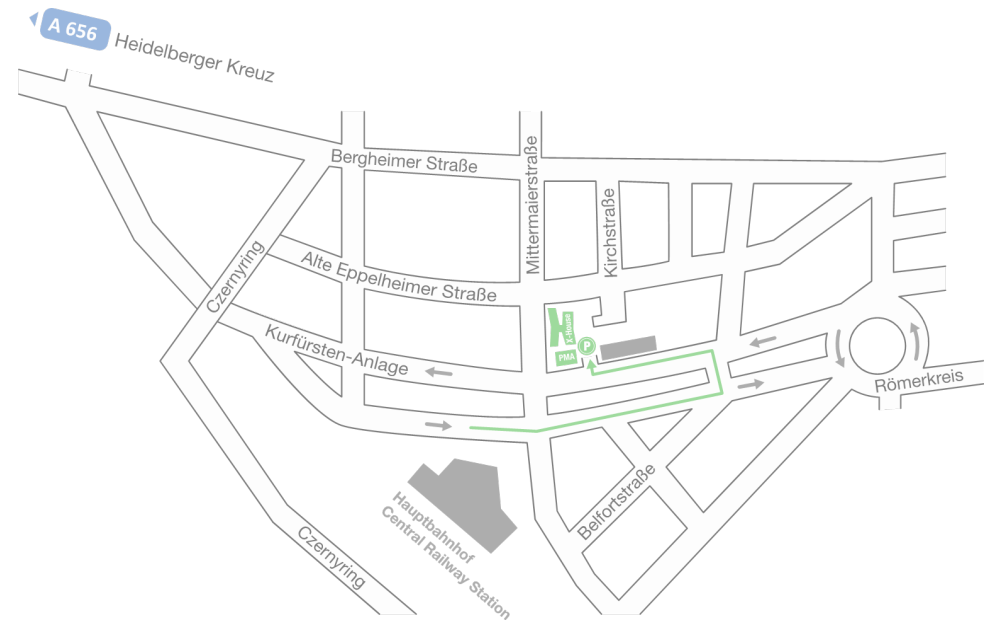 A 656
Heidelberger Kreuz
Bergheimer Straße
Mittermaierstraße
Kirchstraße
Czernyring
Alte Eppelheimer Straße
X-House
P
PMA
Kurfürsten-Anlage
Römerkreis
Belfortstraße
Hauptbahnhof
Central Railway Station
Czernyring